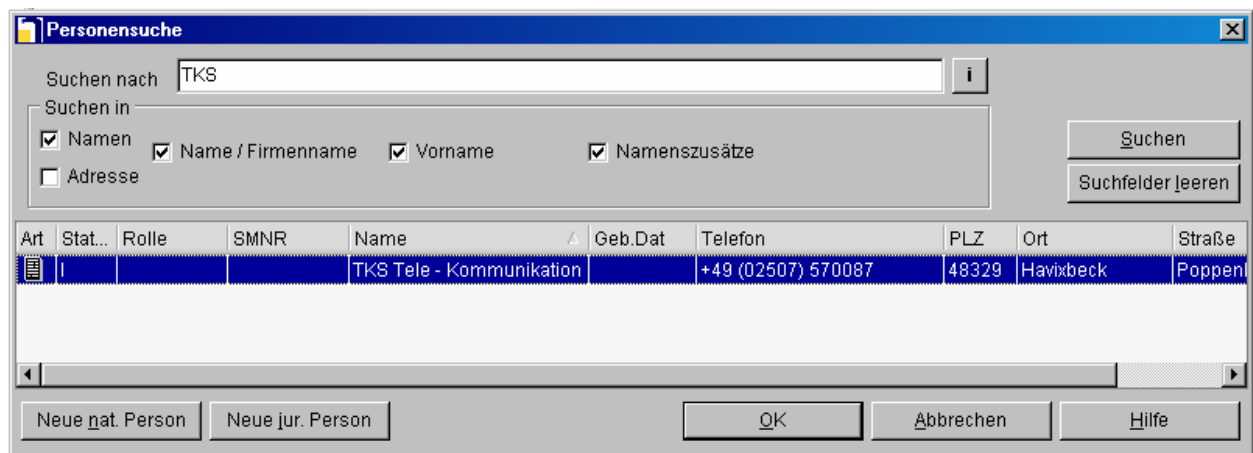 Personensuche
Suchen nach TKS i
Suchen in
Namen Name / Firmenname Vorname Namenszusätze Suchen
Adresse Suchfelder leeren
Art Stat... Rolle SMNR Name Geb.Dat Telefon PLZ Ort Straße
I TKS Tele - Kommunikation +49 (02507) 570087 48329 Havixbeck
Neue nat. Person Neue jur. Person OK Abbrechen Hilfe